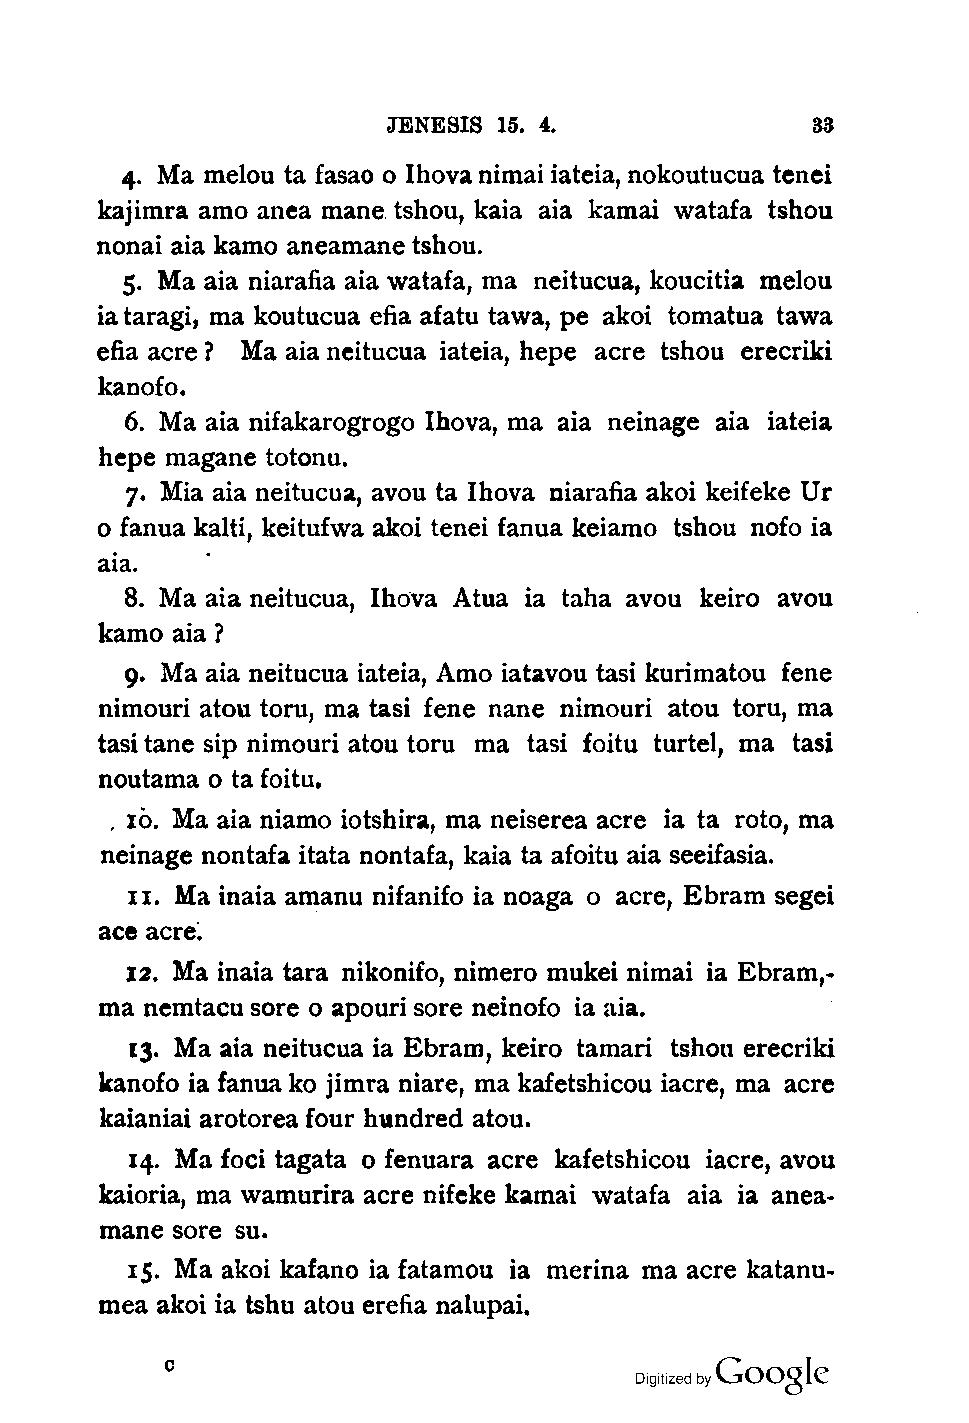 JENESIS 15. 4. 33
4. Ma melou ta fasao o Ihova nimai iateia, nokoutucua tenei
kajimra amo anea mane tshou, kaia aia kamai watafa tshou
nonai aia kamo aneamane tshou.
5. Ma aia niarafia aia watafa, ma neitucua, koucitia melou
ia taragi, ma koutucua efia afatu tawa, pe akoi tomatua tawa
efia acre ? Ma aia neitucua iateia, hepe acre tshou erecriki
kanofo.
6. Ma aia nifakarogrogo Ihova, ma aia neinage aia iateia
hepe magane totonu.
7. Mia aia neitucua, avou ta Ihova niarafia akoi keifeke Ur
o fanua kalti, keitufwa akoi tenei fanua keiamo tshou nofo ia
aia.
8. Ma aia neitucua, Ihova Atua ia taha avou keiro avou
kamo aia ?
9. Ma aia neitucua iateia, Amo iatavou tasi kurimatou fene
nimouri atou toru, ma tasi fene nane nimouri atou toru, ma
tasi tane sip nimouri atou toru ma tasi foitu turtel, ma tasi
noutama o ta foitu.
10. Ma aia niamo iotshira, ma neiserea acre ia ta roto, ma
neinage nontafa itata nontafa, kaia ta afoitu aia seeifasia.
11. Ma inaia amanu nifanifo ia noaga o acre, Ebram segei
ace acre.
12. Ma inaia tara nikonifo, nimero mukei nimai ia Ebram,-
ma nemtacu sore o apouri sore neinofo ia aia.
13. Ma aia neitucua ia Ebram, keiro tamari tshou erecriki
kanofo ia fanua ko jimra niare, ma kafetshicou iacre, ma acre
kaianiai arotorea four hundred atou.
14. Ma foci tagata o fenuara acre kafetshicou iacre, avou
kaioria, ma wamurira acre nifeke kamai watafa aia ia anea-
mane sore su.
15. Ma akoi kafano ia fatamou ia merina ma acre katanu-
mea akoi ia tshu atou erefia nalupai.
C
Digitized by Google